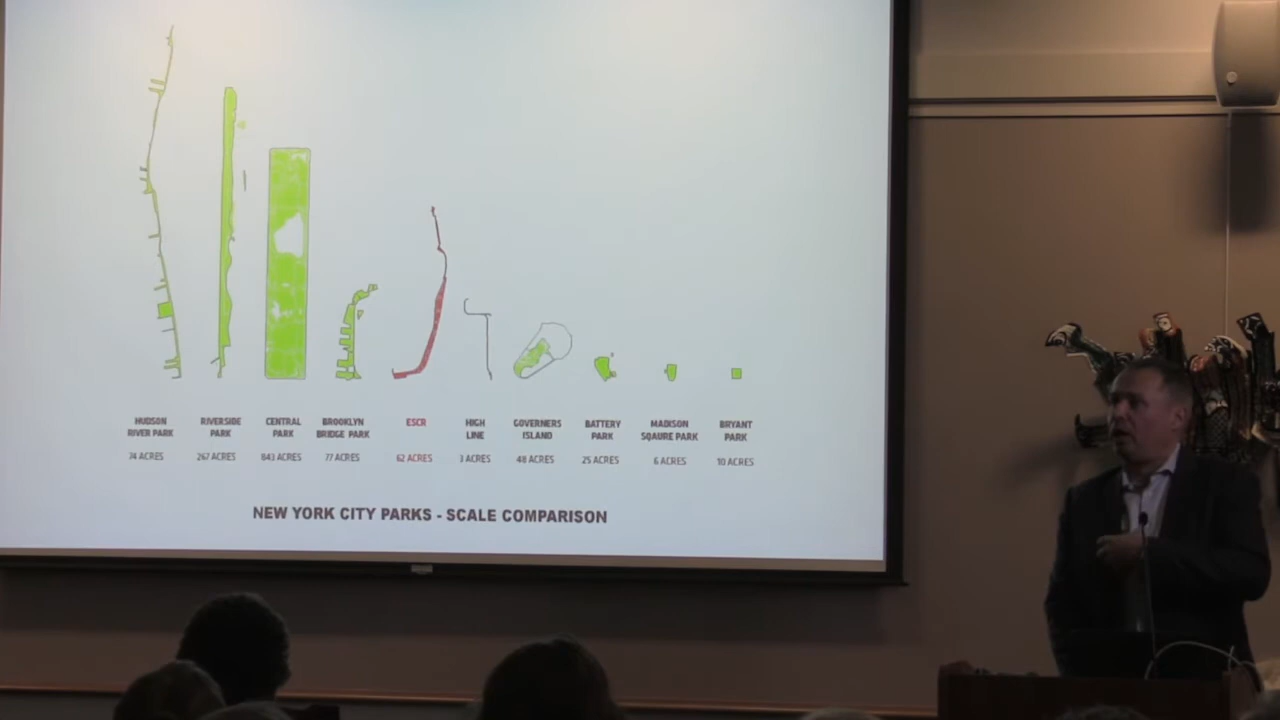 HUDSON RIVERSIDE CENTRAL BROOKLYN ESCR HIGH GOVERNERS BATTERY MADISON BRYANT
RIVER PARK PARK PARK BRIDGE PARK LINE ISLAND PARK SQAURE PARK PARK
74 ACRES 267 ACRES 843 ACRES 77 ACRES 62 ACRES 3 ACRES 48 ACRES 25 ACRES 6 ACRES 10 ACRES
NEW YORK CITY PARKS - SCALE COMPARISON